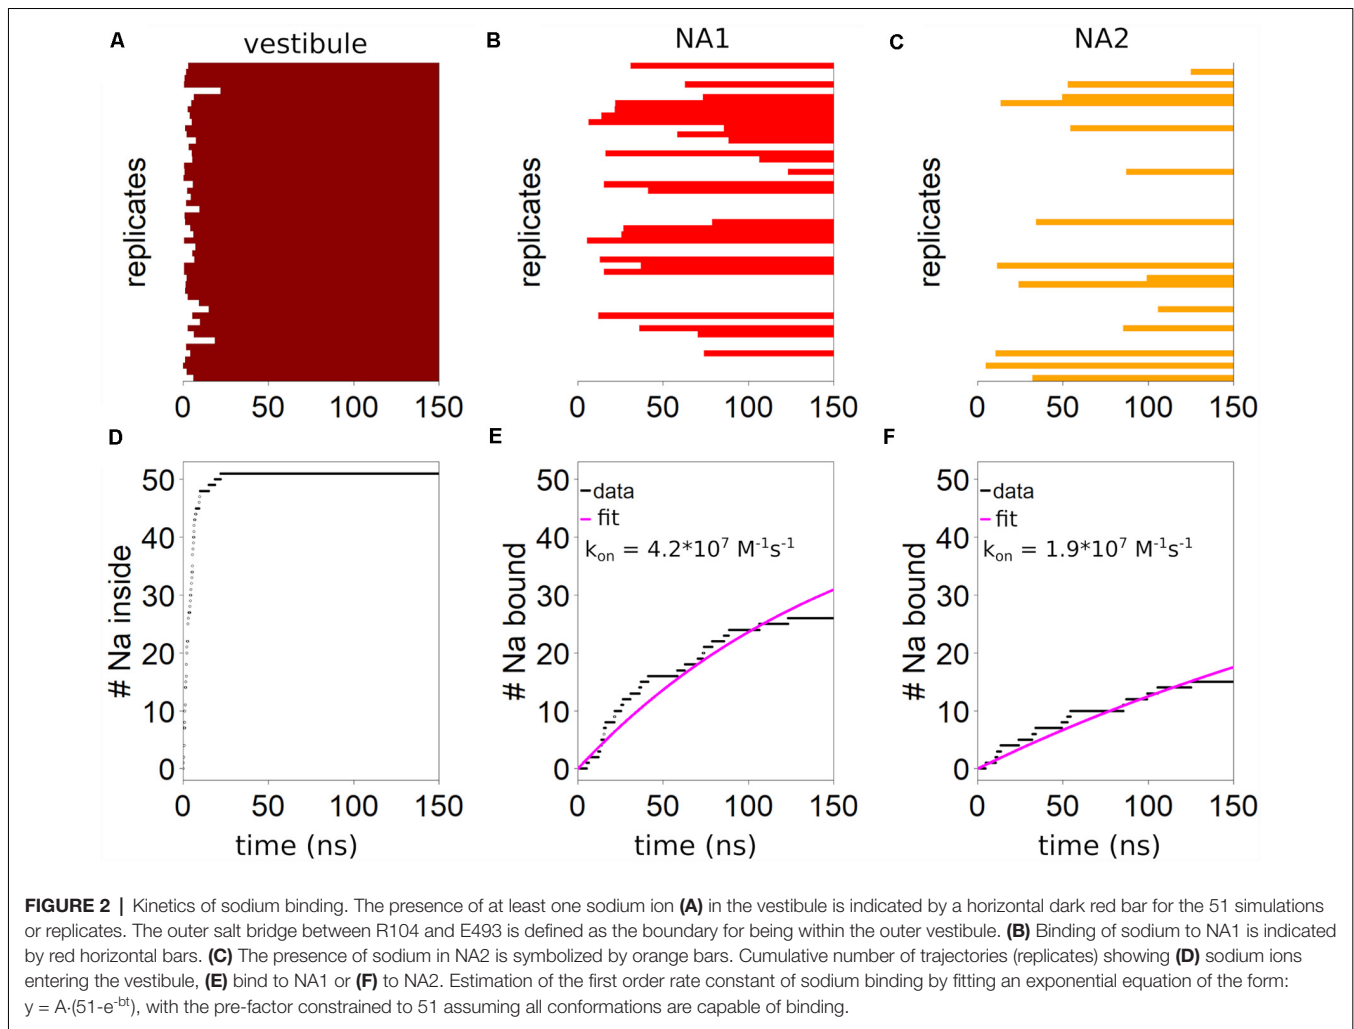 A
vestibule
B
NA1
C
NA2
replicates
replicates
replicates
0 50 100 150
0 50 100 150
0 50 100 150
D
E
F
# Na inside
50
40
30
20
10
0
0 50 100 150
time (ns)
# Na bound
50
40
30
20
10
0
data
fit
kon = 4.2*10⁷ M⁻¹s⁻¹
0 50 100 150
time (ns)
# Na bound
50
40
30
20
10
0
data
fit
kon = 1.9*10⁷ M⁻¹s⁻¹
0 50 100 150
time (ns)
FIGURE 2 | Kinetics of sodium binding. The presence of at least one sodium ion (A) in the vestibule is indicated by a horizontal dark red bar for the 51 simulations
or replicates. The outer salt bridge between R104 and E493 is defined as the boundary for being within the outer vestibule. (B) Binding of sodium to NA1 is indicated
by red horizontal bars. (C) The presence of sodium in NA2 is symbolized by orange bars. Cumulative number of trajectories (replicates) showing (D) sodium ions
entering the vestibule, (E) bind to NA1 or (F) to NA2. Estimation of the first order rate constant of sodium binding by fitting an exponential equation of the form:
y = A·(51-e⁻ᵇᵗ), with the pre-factor constrained to 51 assuming all conformations are capable of binding.